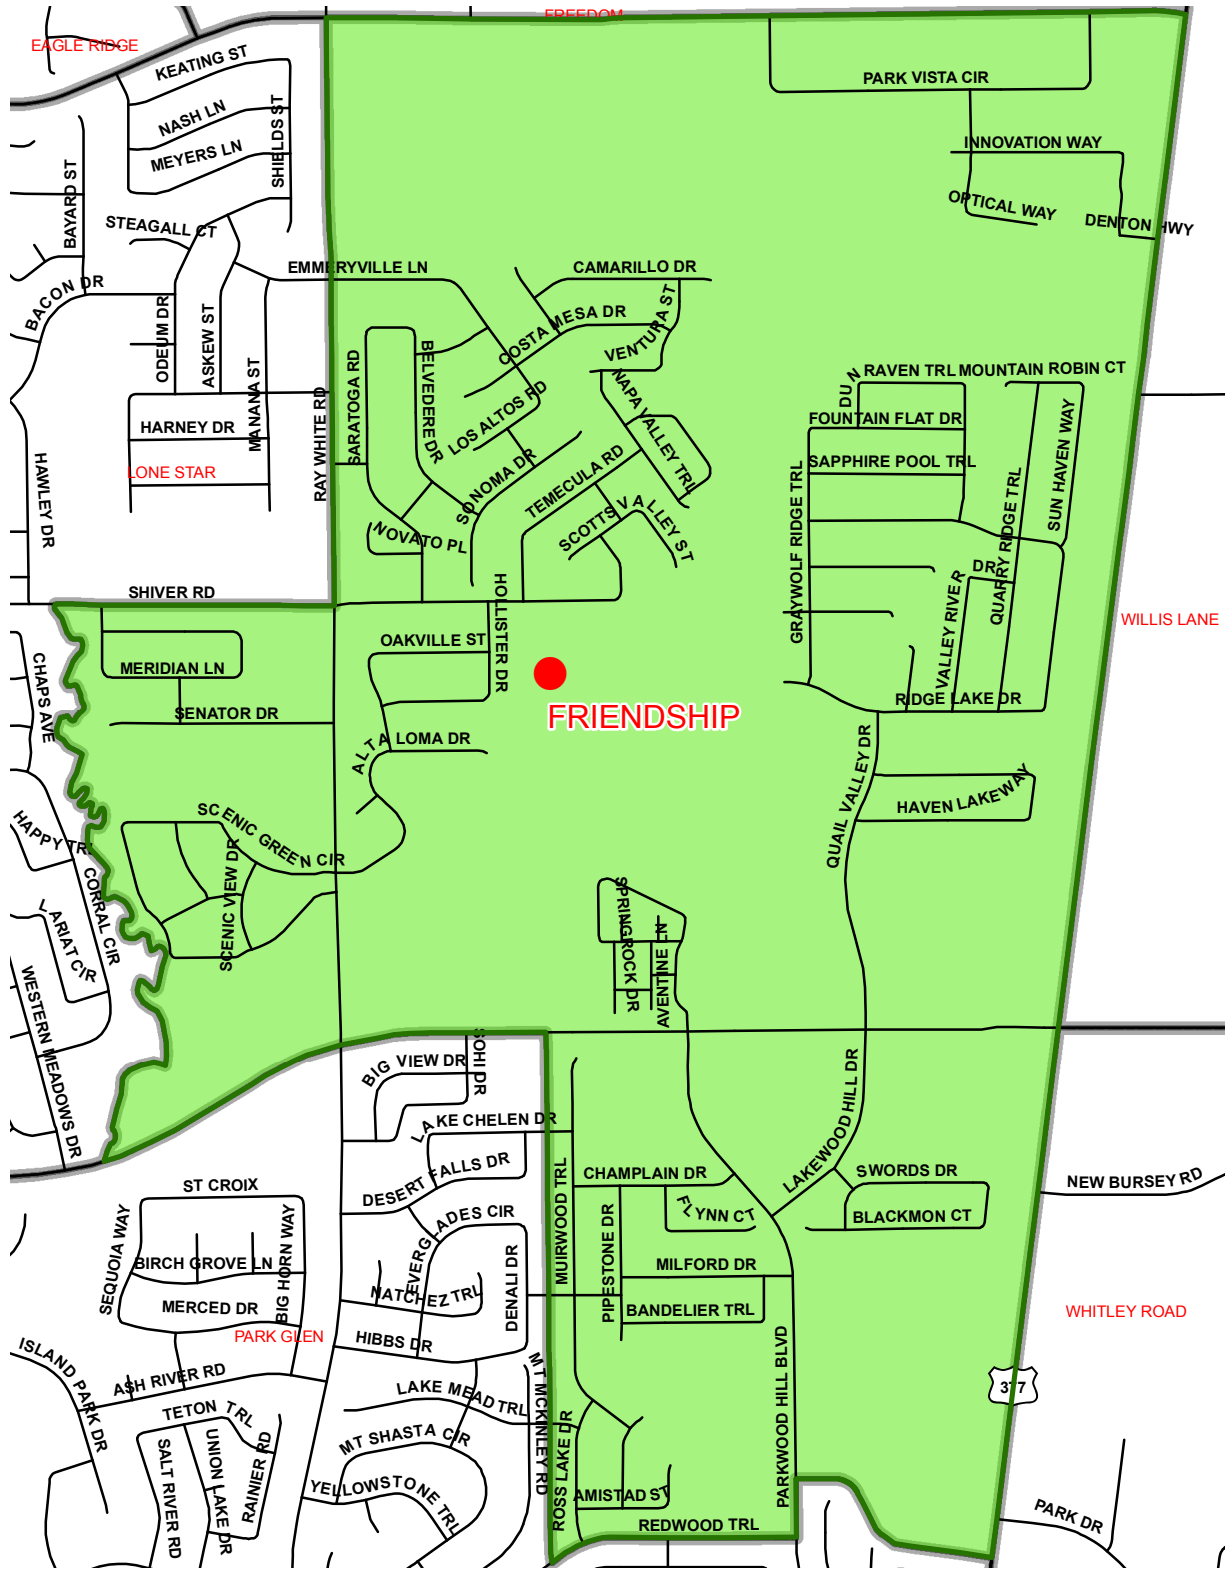 FREEDOM
EAGLE RIDGE
KEATING ST
PARK VISTA CIR
NASH LN
SHIELDS ST
MEYERS LN
INNOVATION WAY
BAYARD ST
OPTICAL WAY
STEAGALL CT
DENTON HWY
EMMERYVILLE LN
CAMARILLO DR
BACON DR
VENTURA ST
COSTA MESA DR
ODEUM DR
ASKEW ST
MANANA ST
SARATOGA RD
BELVEDERE DR
NAPA VALLEY TRL
DUN
RAVEN TRL
MOUNTAIN ROBIN CT
LOS ALTOS RD
FOUNTAIN FLAT DR
HARNEY DR
RAY WHITE RD
SUN HAVEN WAY
LONE STAR
SAPPHIRE POOL TRL
HAWLEY DR
SONOMA DR
TEMECULA RD
SCOTTS VALLEY ST
GRAYWOLF RIDGE TRL
QUARRY RIDGE TRL
NOVATO PL
VALLEY RIVER DR
SHIVER RD
HOLLISTER DR
WILLIS LANE
OAKVILLE ST
CHAPS AVE
MERIDIAN LN
RIDGE LAKE DR
SENATOR DR
FRIENDSHIP
ALTA LOMA DR
QUAIL VALLEY DR
HAVEN LAKE WAY
HAPPY TRL
SCENIC GREEN CIR
SCENIC VIEW DR
CORRAL CIR
LARIAT CIR
SPRINGROCK DR
AVENTINE LN
WESTERN MEADOWS DR
SOHI DR
BIG VIEW DR
LAKEWOOD HILL DR
LAKE CHELEN DR
MUIRWOOD TRL
CHAMPLAIN DR
SWORDS DR
NEW BURSEY RD
DESERT FALLS DR
ST CROIX
FLYNN CT
BLACKMON CT
SEQUOIA WAY
BIG HORN WAY
EVERGLADES CIR
DENALI DR
PIPESTONE DR
BIRCH GROVE LN
MILFORD DR
NATCHEZ TRL
MERCED DR
BANDELIER TRL
WHITLEY ROAD
PARK GLEN
HIBBS DR
ISLAND PARK DR
ASH RIVER RD
LAKE MEAD TRL
MT MCKINLEY RD
PARKWOOD HILL BLVD
377
TETON TRL
MT SHASTA CIR
ROSS LAKE DR
SALT RIVER RD
UNION LAKE DR
RAINIER RD
YELLOWSTONE TRL
AMISTAD ST
PARK DR
REDWOOD TRL